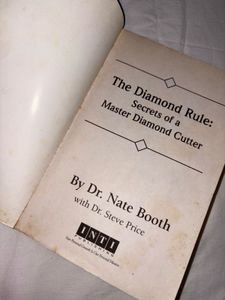 The Diamond Rule:
Secrets of a
Master Diamond Cutter
By Dr. Nate Booth
with Dr. Steve Price
INTI